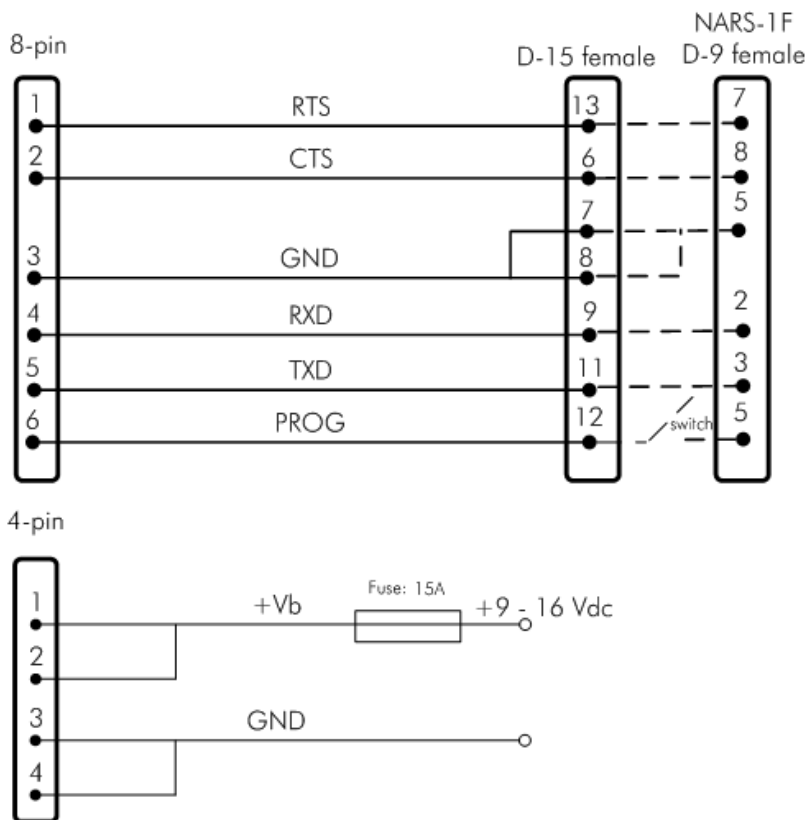 NARS-1F
8-pin
D-15 female
D-9 female
1
RTS
13
7
2
CTS
6
8
7
5
3
GND
8
4
RXD
9
2
5
TXD
11
3
6
PROG
12
switch
5
4-pin
1
+Vb
Fuse: 15A
+9 - 16 Vdc
2
3
GND
4